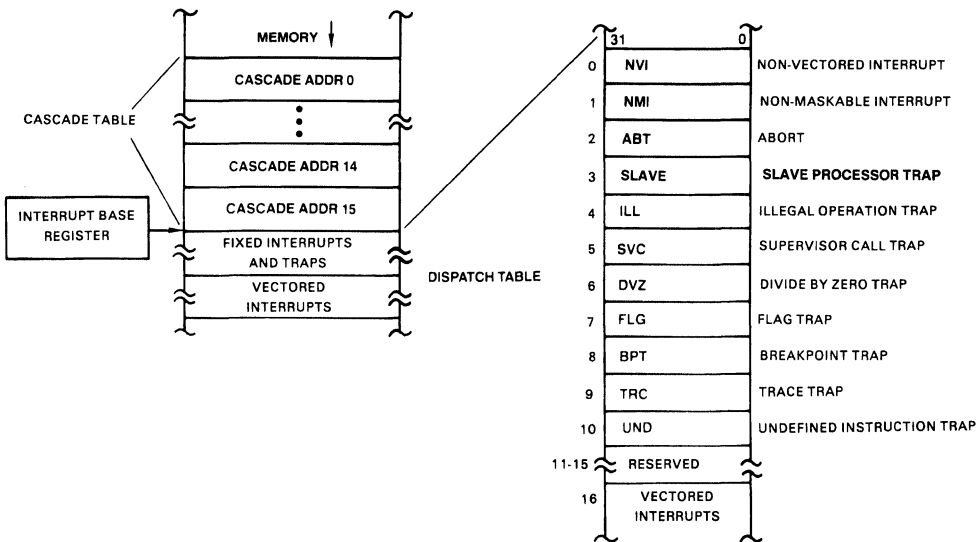 MEMORY
CASCADE ADDR 0
CASCADE TABLE
CASCADE ADDR 14
CASCADE ADDR 15
INTERRUPT BASE
REGISTER
FIXED INTERRUPTS
AND TRAPS
VECTORED
INTERRUPTS
DISPATCH TABLE
31 0
0 NVI NON-VECTORED INTERRUPT
1 NMI NON-MASKABLE INTERRUPT
2 ABT ABORT
3 SLAVE SLAVE PROCESSOR TRAP
4 ILL ILLEGAL OPERATION TRAP
5 SVC SUPERVISOR CALL TRAP
6 DVZ DIVIDE BY ZERO TRAP
7 FLG FLAG TRAP
8 BPT BREAKPOINT TRAP
9 TRC TRACE TRAP
10 UND UNDEFINED INSTRUCTION TRAP
11-15 RESERVED
16 VECTORED
INTERRUPTS